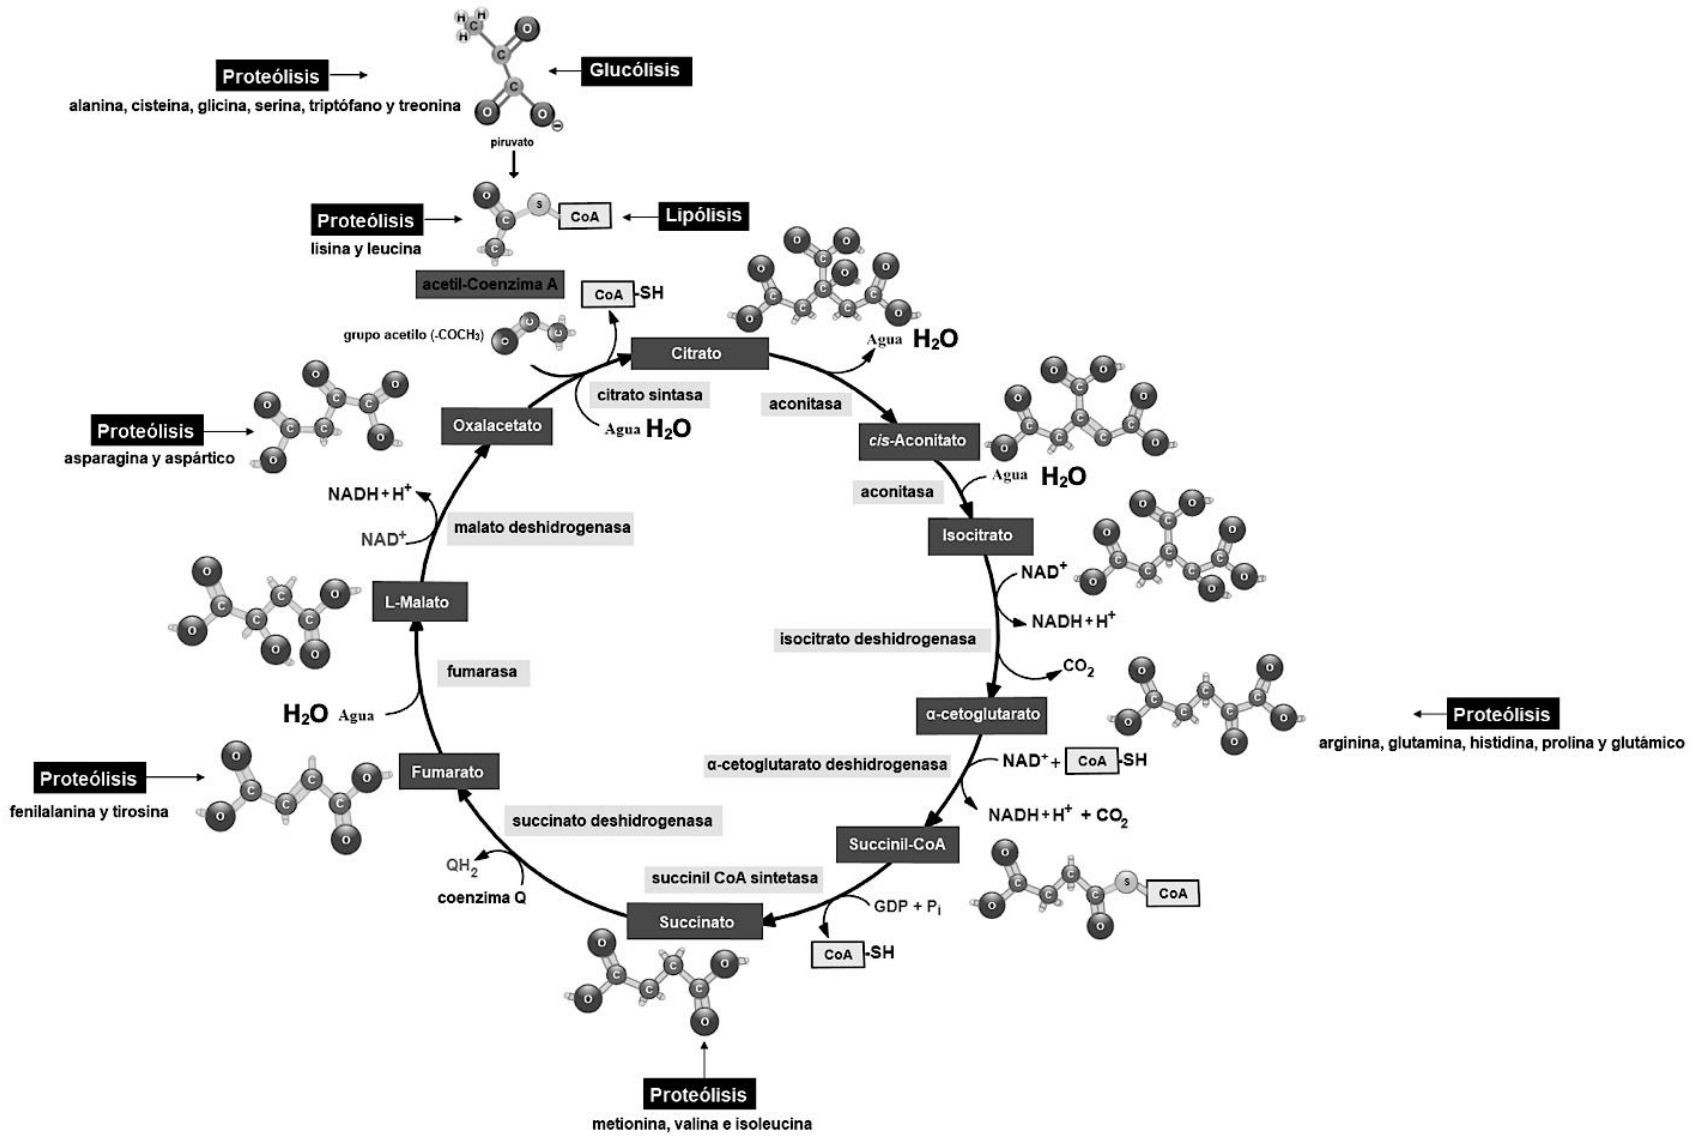 Proteólisis
alanina, cisteína, glicina, serina, triptófano y treonina
H H
C
H
O
C
C
O
O
Glucólisis
piruvato
Proteólisis
lisina y leucina
O
S
CoA
C
C
Lipólisis
acetil-Coenzima A
CoA-SH
grupo acetilo (-COCH₃)
O C C
Citrato
citrato sintasa
Agua H₂O
Agua H₂O
O O
O C O O
C C C C C
O O
aconitasa
cis-Aconitato
O O
O C O
C C C C C
O O
aconitasa
Agua H₂O
Isocitrato
O O
O C O
C C C C C
O O O
NAD⁺
NADH+H⁺
isocitrato deshidrogenasa
CO₂
α-cetoglutarato
O O
C C C C C
O O O
Proteólisis
arginina, glutamina, histidina, prolina y glutámico
α-cetoglutarato deshidrogenasa
NAD⁺+ CoA-SH
NADH+H⁺ + CO₂
Succinil-CoA
O
C C C C S CoA
O O
succinil CoA sintetasa
GDP + Pi
CoA-SH
Succinato
O O
C C C C
O O
Proteólisis
metionina, valina e isoleucina
succinato deshidrogenasa
QH₂
coenzima Q
Fumarato
O O
C C C C
O O
Proteólisis
fenilalanina y tirosina
H₂O Agua
fumarasa
L-Malato
O O
C C C C
O O O
NAD⁺
NADH+H⁺
malato deshidrogenasa
Oxalacetato
O O O
C C C C
O O
Proteólisis
asparagina y aspártico